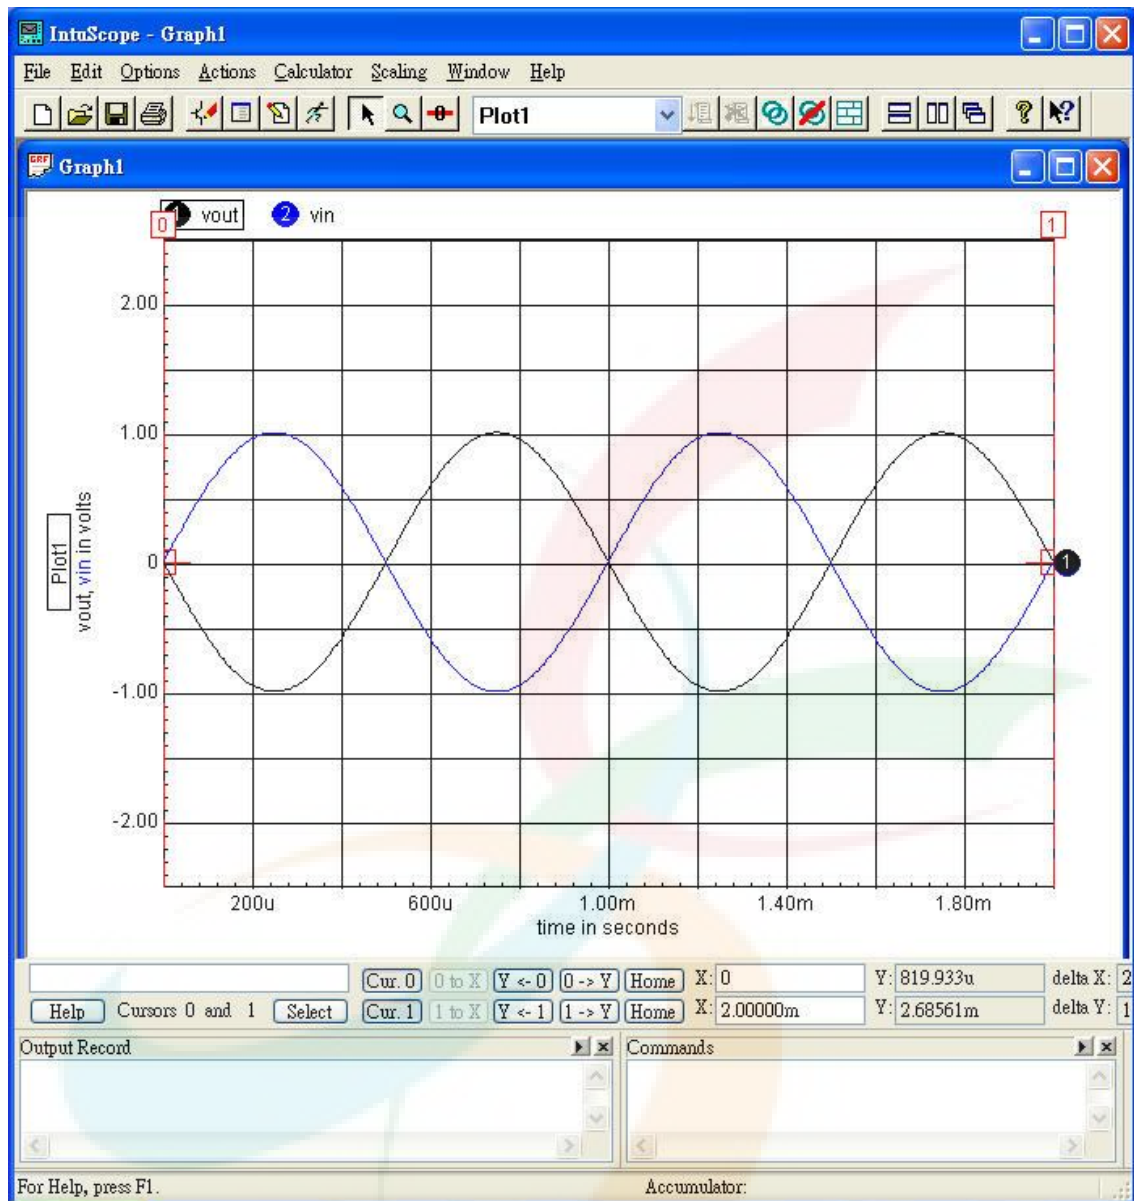 IntuScope - Graph1
File Edit Options Actions Calculator Scaling Window Help
Plot1
GRF Graph1
1 vout 2 vin
0 1
2.00
1.00
0
-1.00
-2.00
Plot1
vout, vin in volts
1
200u 600u 1.00m 1.40m 1.80m
time in seconds
Cur. 0 0 to X Y <- 0 0 -> Y Home X: 0 Y: 819.933u delta X: 2
Help Cursors 0 and 1 Select Cur. 1 1 to X Y <- 1 1 -> Y Home X: 2.00000m Y: 2.68561m delta Y: 1
Output Record Commands
For Help, press F1. Accumulator: